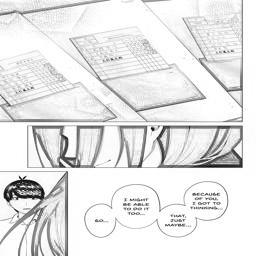 BECAUSE
OF YOU,
I GOT TO
THINKING...
THAT,
JUST
MAYBE...
I MIGHT
BE ABLE
TO DO IT
TOO...
SO...